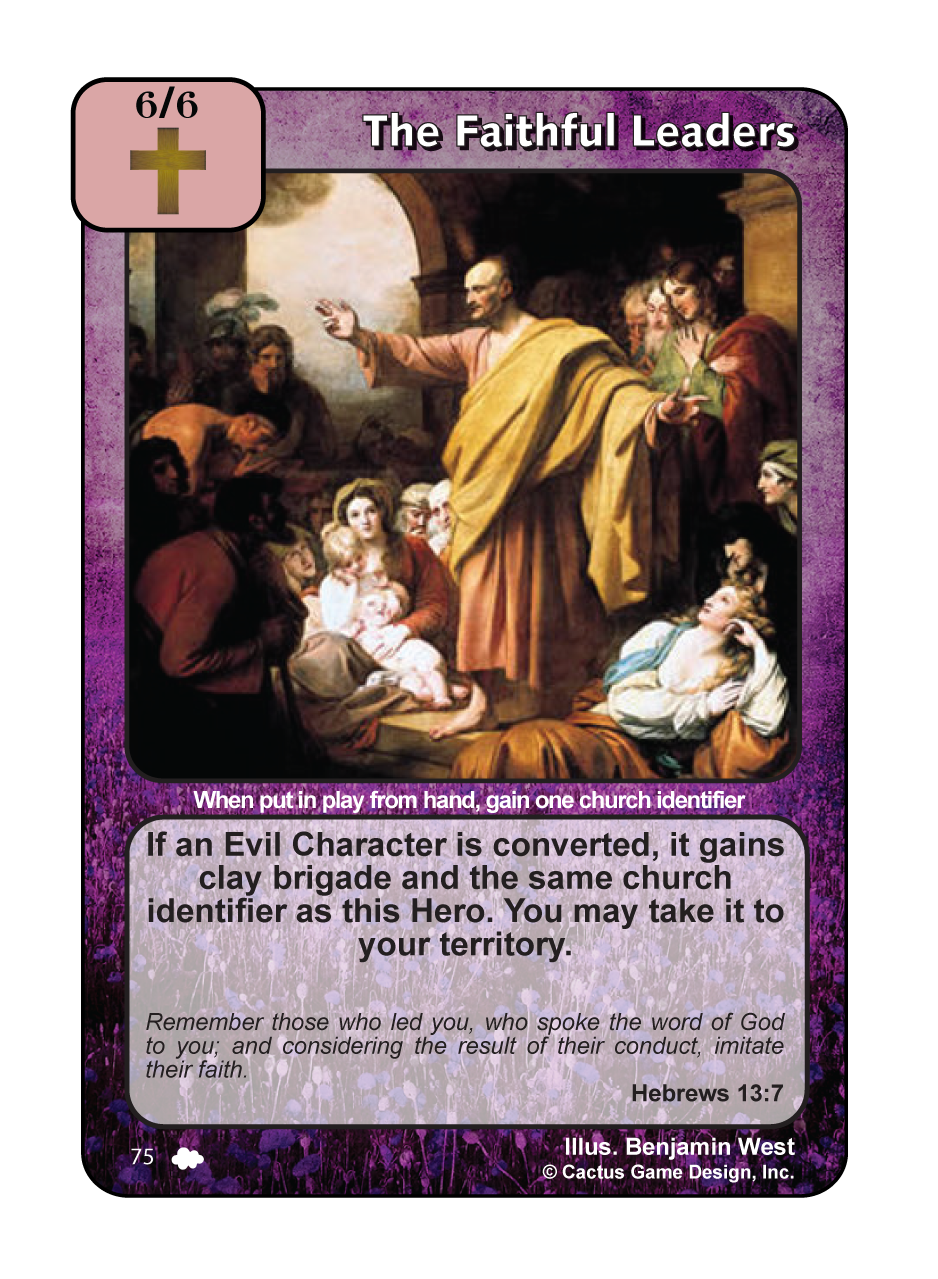 6/6
The Faithful Leaders
When put in play from hand, gain one church identifier
If an Evil Character is converted, it gains
clay brigade and the same church
identifier as this Hero. You may take it to
your territory.
Remember those who led you, who spoke the word of God
to you; and considering the result of their conduct, imitate
their faith.
Hebrews 13:7
75
Illus. Benjamin West
© Cactus Game Design, Inc.